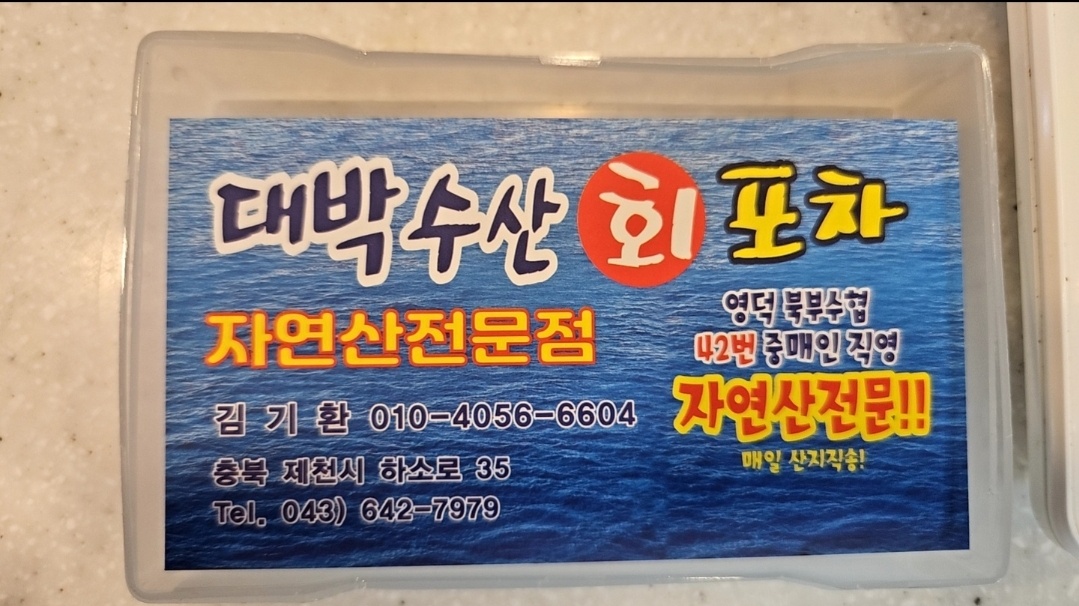 대박수산 회 포차
자연산전문점
영덕 북부수협
42번 중매인 직영
자연산전문!!
매일 산지직송!
김 기 환 010-4056-6604
충북 제천시 하소로 35
Tel. 043) 642-7979